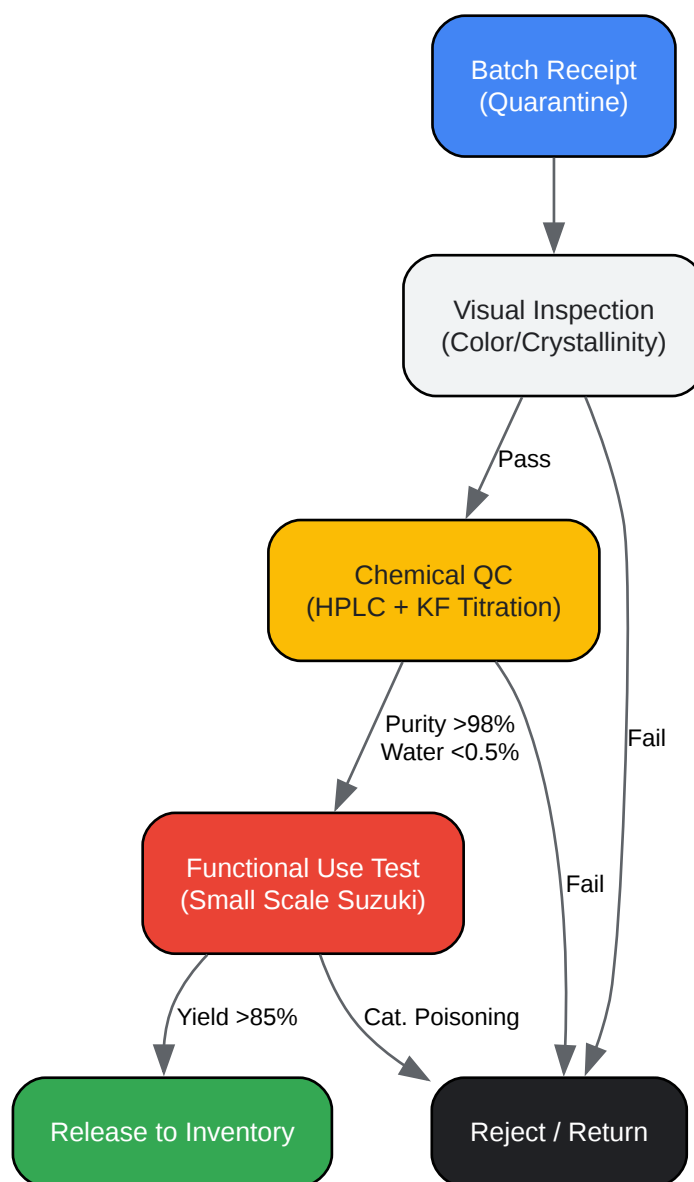 Batch Receipt
(Quarantine)
Visual Inspection
(Color/Crystallinity)
Pass
Chemical QC
(HPLC + KF Titration)
Purity >98%
Water <0.5%
Fail
Functional Use Test
(Small Scale Suzuki)
Fail
Yield >85%
Cat. Poisoning
Release to Inventory
Reject / Return